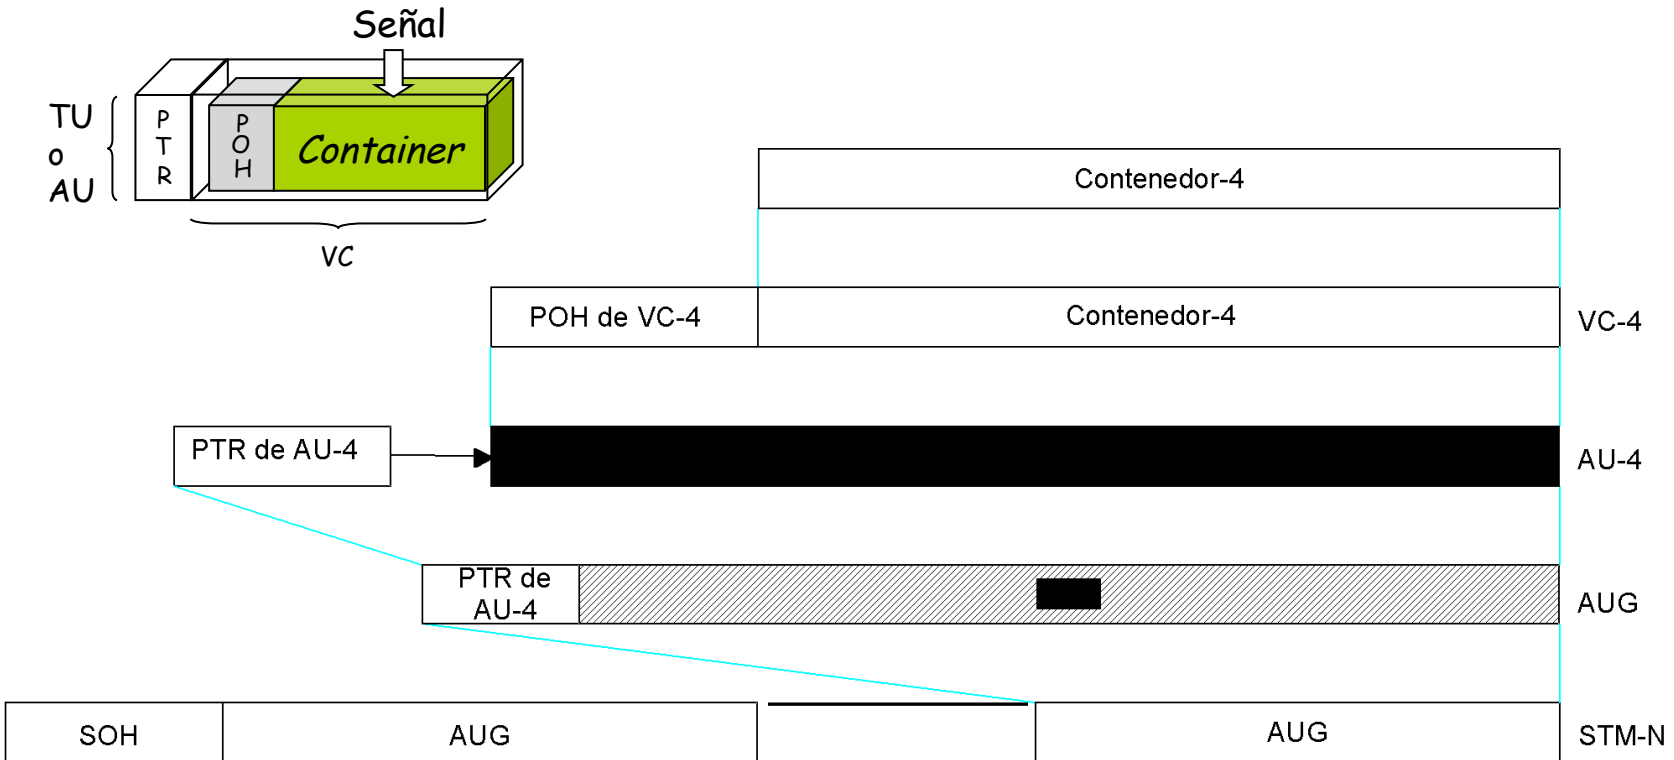 Señal
TU
o
AU
P
T
R
P
O
H
Container
VC
Contenedor-4
POH de VC-4
Contenedor-4
VC-4
PTR de AU-4
AU-4
PTR de
AU-4
AUG
SOH
AUG
AUG
STM-N